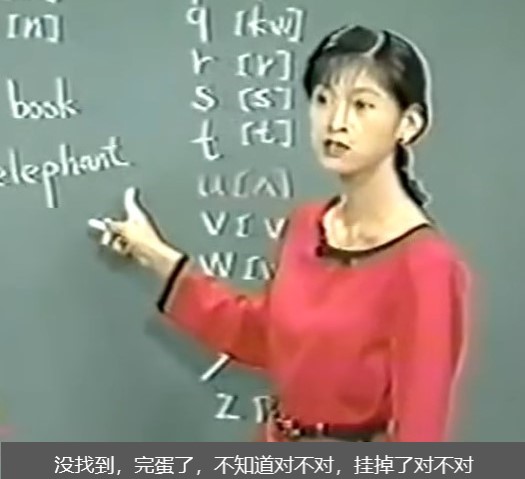 [n]
book
elephant
q [kw]
r [r]
s [s]
t [t]
u [ʌ]
v [v
w [
z [
没找到，完蛋了，不知道对不对，挂掉了对不对